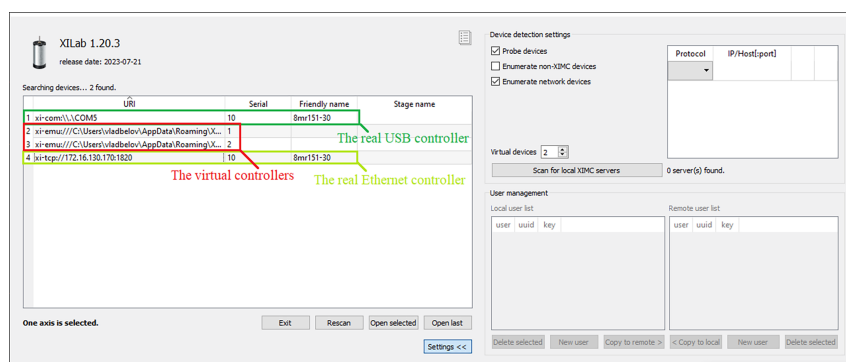 XILab 1.20.3
release date: 2023-07-21
Searching devices... 2 found.
URI Serial Friendly name Stage name
1 xi-com:\\.\COM5 10 8mr151-30
2 xi-emu:///C:\Users\vladbelov\AppData\Roaming\X... 1
3 xi-emu:///C:\Users\vladbelov\AppData\Roaming\X... 2
4 xi-tcp://172.16.130.170:1820 10 8mr151-30
The real USB controller
The virtual controllers
The real Ethernet controller
One axis is selected.
Exit Rescan Open selected Open last
Settings <<
Device detection settings
Probe devices
Enumerate non-XIMC devices
Enumerate network devices
Protocol IP/Host[:port]
Virtual devices 2
Scan for local XIMC servers
0 server(s) found.
User management
Local user list
user uuid key
Remote user list
user uuid key
Delete selected New user Copy to remote > < Copy to local New user Delete selected